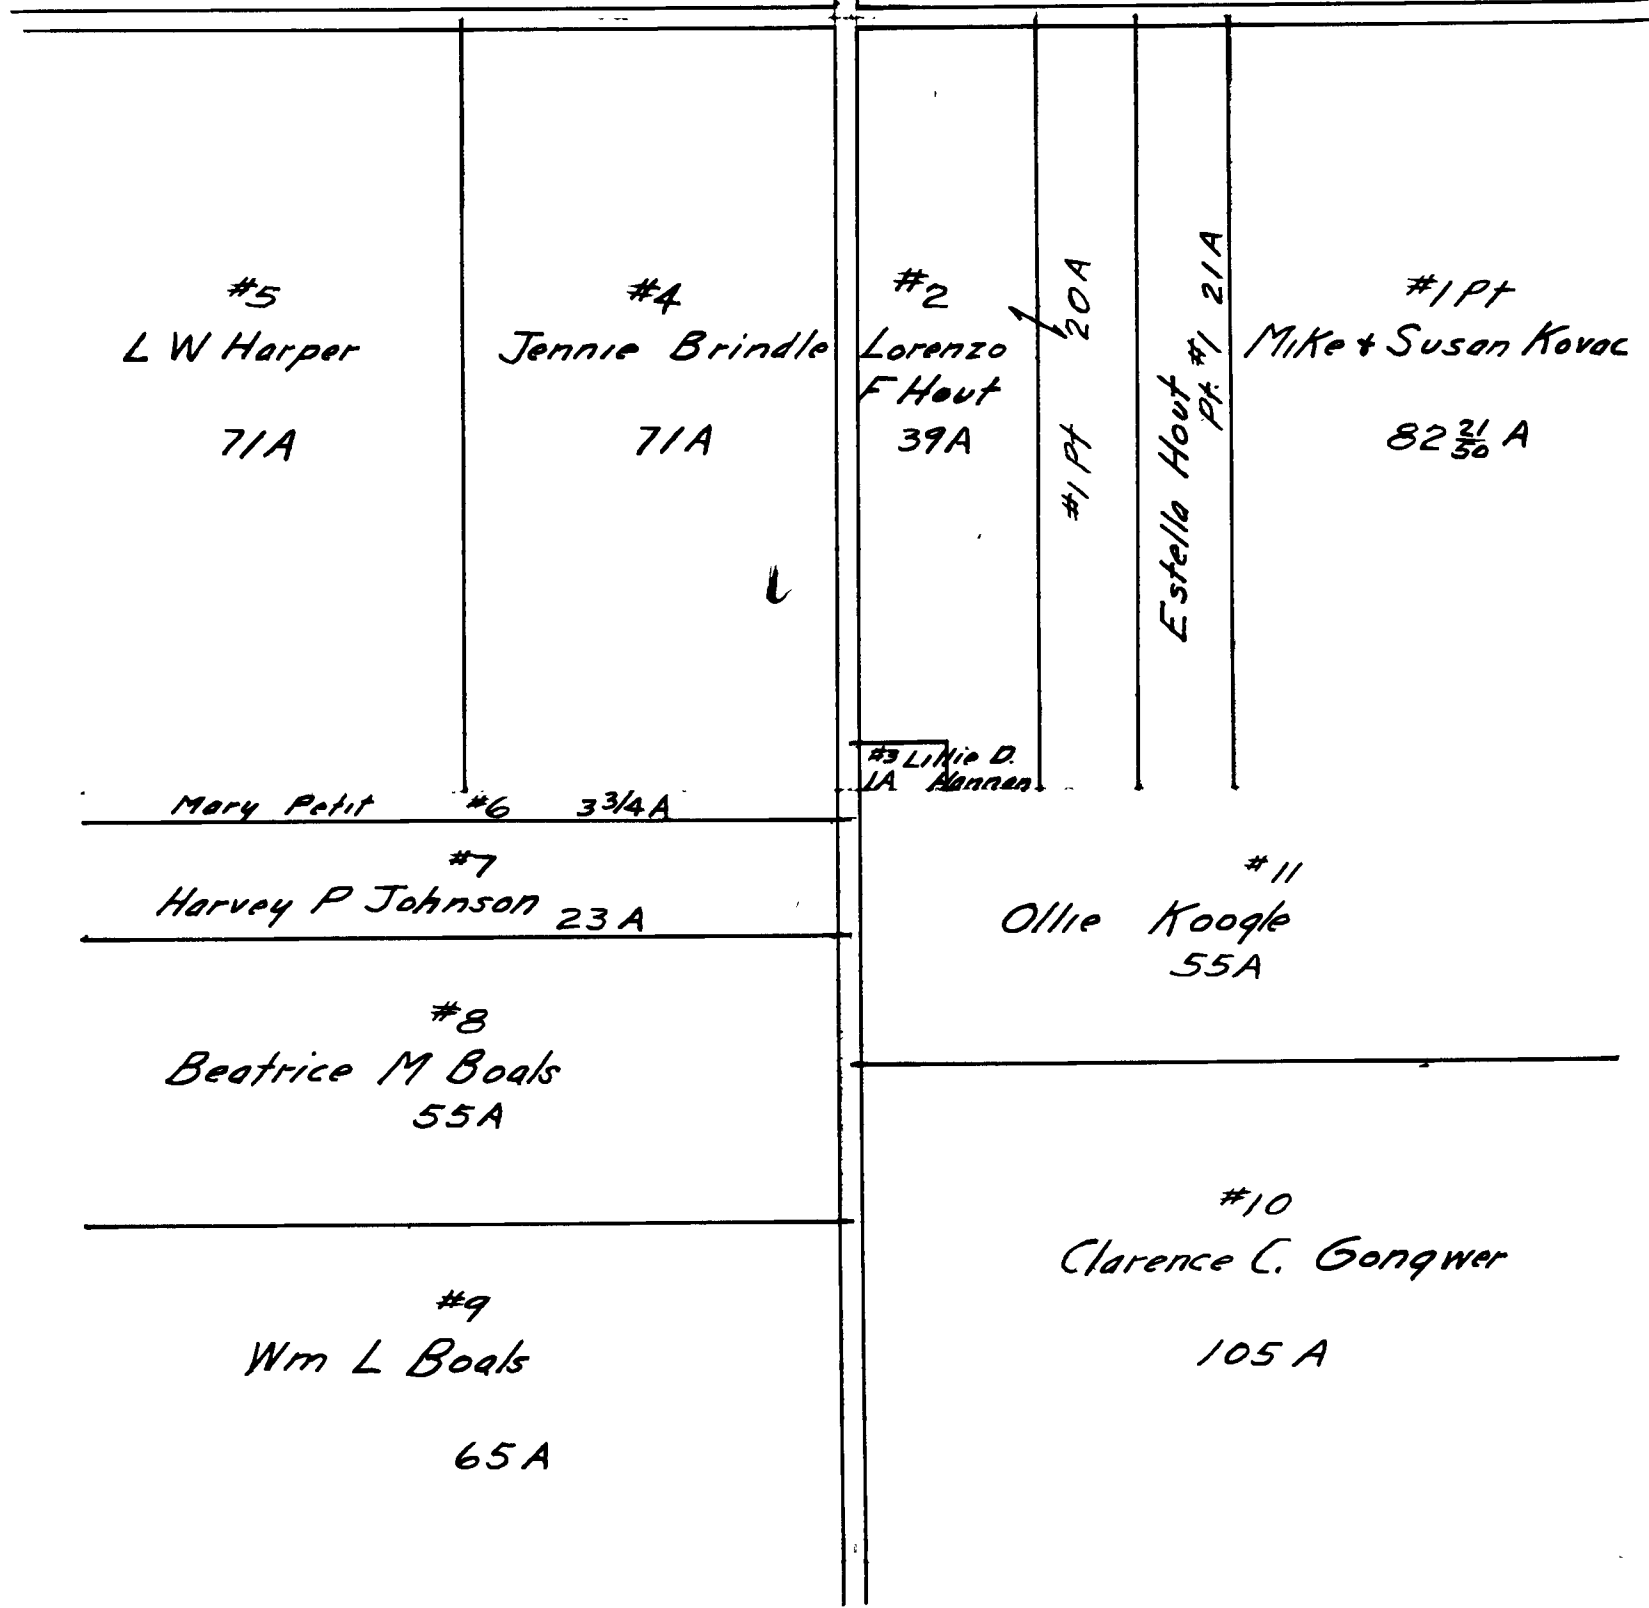 #5
L W Harper
71A
#4
Jennie Brindle
71A
#2
Lorenzo
F Hout
39A
#1 Pt 20A
Estella Hout
Pt. #1 21A
#1 Pt
Mike + Susan Kovac
82 21/50 A
#3 Lillie D.
1A Hannan
Mary Petit #6 3 3/4 A
#7
Harvey P Johnson 23 A
#8
Beatrice M Boals
55A
#9
Wm L Boals
65 A
#11
Ollie Koogle
55A
#10
Clarence C. Gongwer
105 A